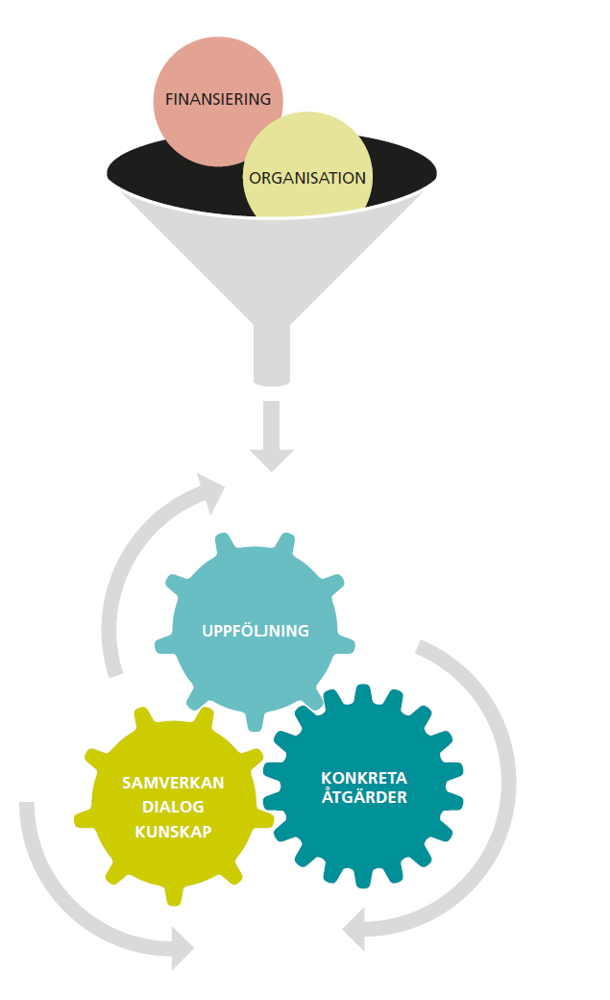 FINANSIERING
ORGANISATION
UPPFÖLJNING
SAMVERKAN
DIALOG
KUNSKAP
KONKRETA
ÅTGÄRDER